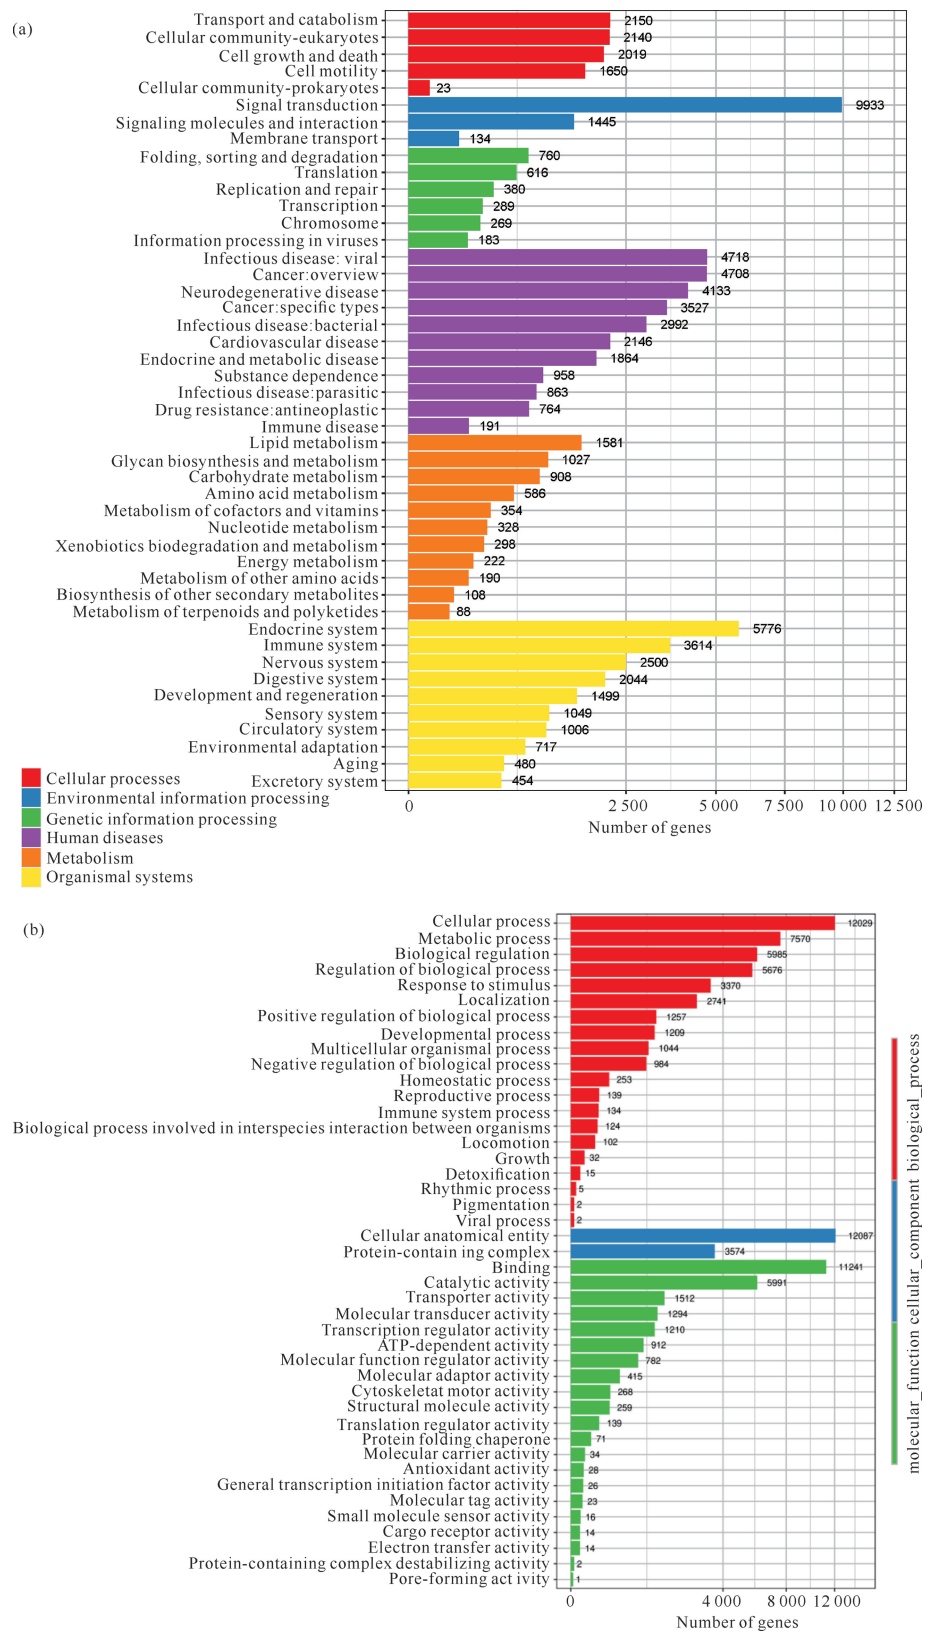 (a)
Transport and catabolism 2150
Cellular community-eukaryotes 2140
Cell growth and death 2019
Cell motility 1650
Cellular community-prokaryotes 23
Signal transduction 9933
Signaling molecules and interaction 1445
Membrane transport 134
Folding, sorting and degradation 760
Translation 616
Replication and repair 380
Transcription 289
Chromosome 269
Information processing in viruses 183
Infectious disease: viral 4718
Cancer:overview 4708
Neurodegenerative disease 4133
Cancer:specific types 3527
Infectious disease:bacterial 2992
Cardiovascular disease 2146
Endocrine and metabolic disease 1864
Substance dependence 958
Infectious disease:parasitic 863
Drug resistance:antineoplastic 764
Immune disease 191
Lipid metabolism 1581
Glycan biosynthesis and metabolism 1027
Carbohydrate metabolism 908
Amino acid metabolism 586
Metabolism of cofactors and vitamins 354
Nucleotide metabolism 328
Xenobiotics biodegradation and metabolism 298
Energy metabolism 222
Metabolism of other amino acids 190
Biosynthesis of other secondary metabolites 108
Metabolism of terpenoids and polyketides 88
Endocrine system 5776
Immune system 3614
Nervous system 2500
Digestive system 2044
Development and regeneration 1499
Sensory system 1049
Circulatory system 1006
Environmental adaptation 717
Aging 480
Excretory system 454
0 2 500 5 000 7 500 10 000 12 500
Number of genes
Cellular processes
Environmental information processing
Genetic information processing
Human diseases
Metabolism
Organismal systems
(b)
Cellular process 12029
Metabolic process 7570
Biological regulation 5985
Regulation of biological process 5676
Response to stimulus 3370
Localization 2741
Positive regulation of biological process 1257
Developmental process 1209
Multicellular organismal process 1044
Negative regulation of biological process 984
Homeostatic process 253
Reproductive process 139
Immune system process 134
Biological process involved in interspecies interaction between organisms 124
Locomotion 102
Growth 32
Detoxification 15
Rhythmic process 5
Pigmentation 2
Viral process 2
Cellular anatomical entity 12087
Protein-contain ing complex 3574
Binding 11241
Catalytic activity 5991
Transporter activity 1512
Molecular transducer activity 1294
Transcription regulator activity 1210
ATP-dependent activity 912
Molecular function regulator activity 782
Molecular adaptor activity 415
Cytoskeletat motor activity 268
Structural molecule activity 259
Translation regulator activity 139
Protein folding chaperone 71
Molecular carrier activity 34
Antioxidant activity 28
General transcription initiation factor activity 26
Molecular tag activity 23
Small molecule sensor activity 16
Cargo receptor activity 14
Electron transfer activity 14
Protein-containing complex destabilizing activity 2
Pore-forming act ivity 1
0 4 000 8 000 12 000
Number of genes
molecular_function cellular_component biological_process